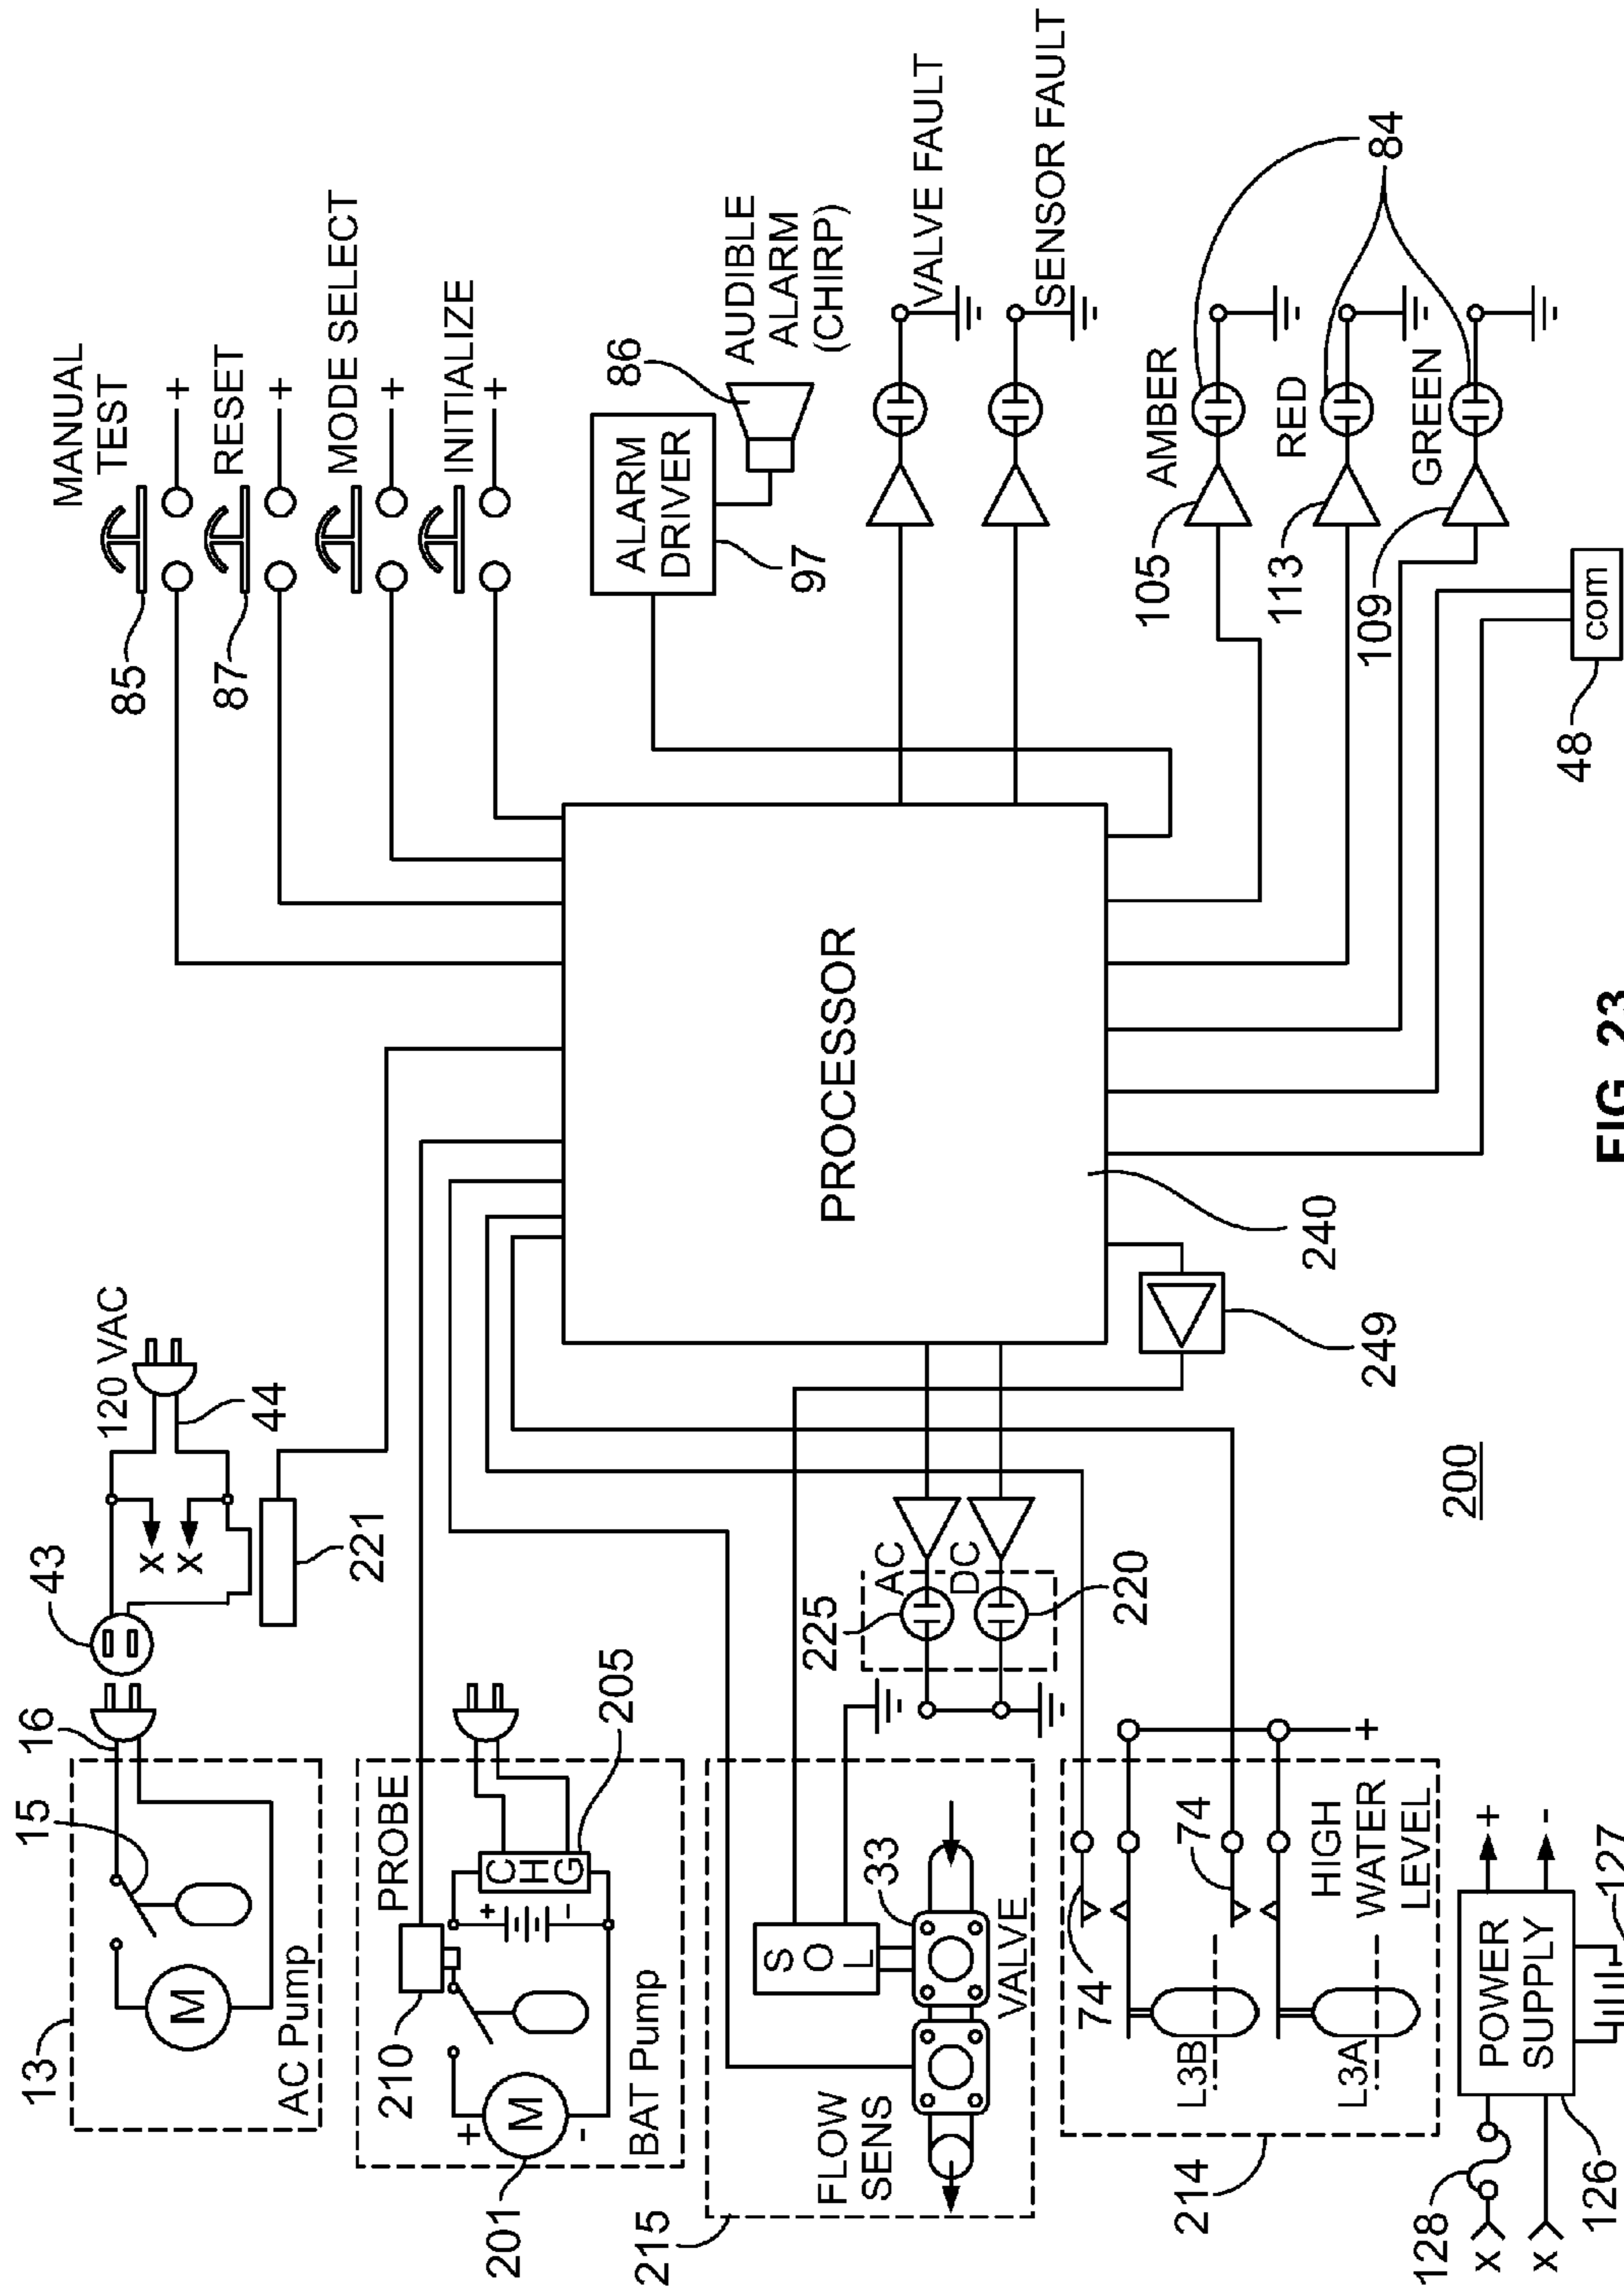 13
15
16
43
120 VAC
44
X
X
221
M
AC Pump
PROBE
210
+
M
-
201
BAT Pump
+
-
CHG
205
215
SOL
33
VALVE
FLOW
SENS
225
AC
DC
220
214
74
74
L3B
L3A
HIGH
WATER
LEVEL
+
128
X
X
126
POWER
SUPPLY
+
-
127
PROCESSOR
240
249
200
MANUAL
TEST
+
85
RESET
+
87
MODE SELECT
+
INITIALIZE
+
ALARM
DRIVER
97
86
AUDIBLE
ALARM
(CHIRP)
VALVE FAULT
SENSOR FAULT
105
AMBER
113
RED
109
GREEN
84
com
48
FIG. 23